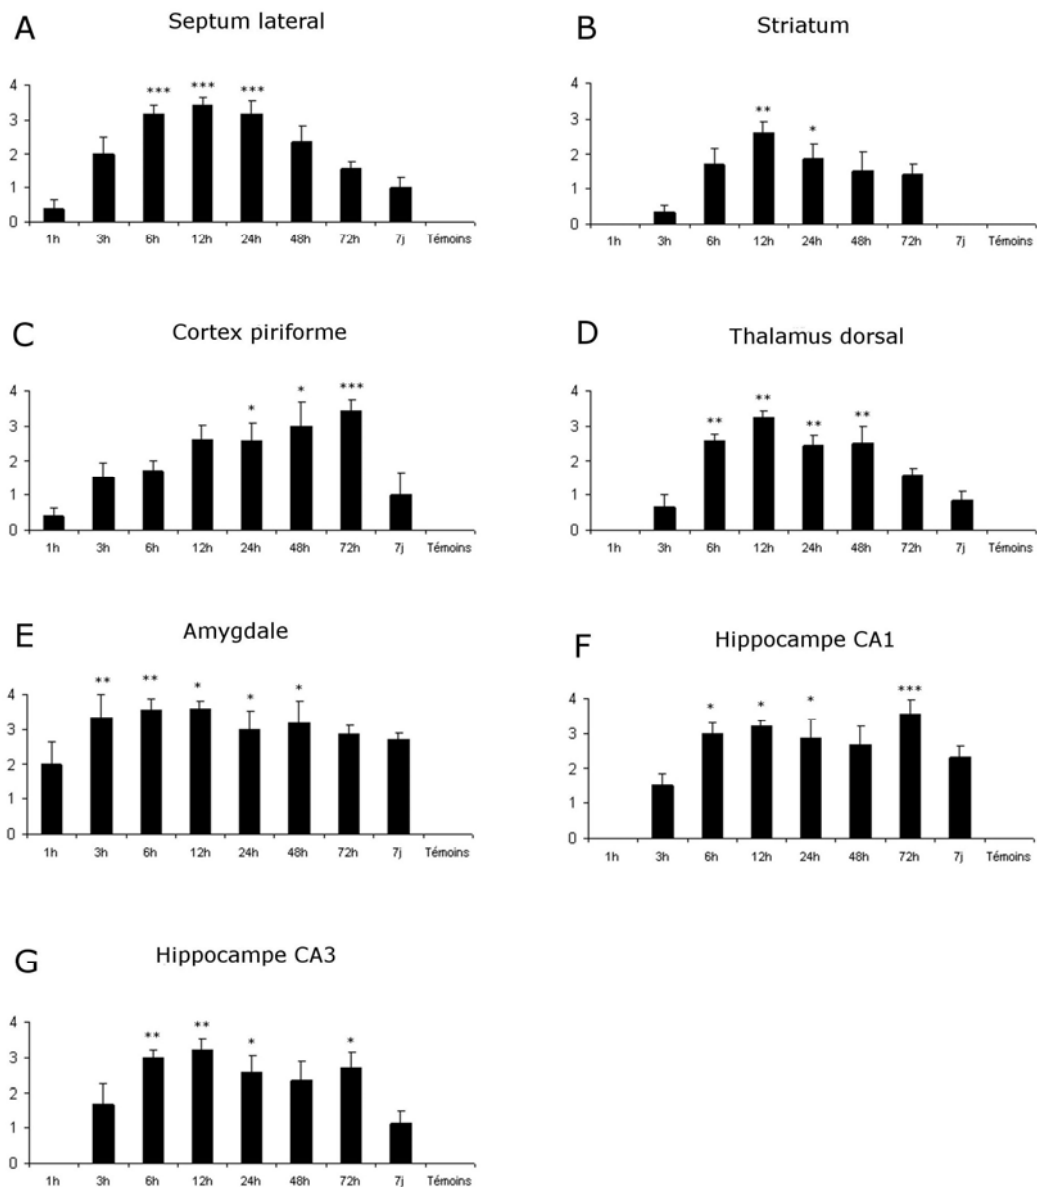 A
Septum lateral
4
3
2
1
0
*** *** ***
1h 3h 6h 12h 24h 48h 72h 7j Témoins
B
Striatum
4
3
2
1
0
** *
1h 3h 6h 12h 24h 48h 72h 7j Témoins
C
Cortex piriforme
4
3
2
1
0
* * ***
1h 3h 6h 12h 24h 48h 72h 7j Témoins
D
Thalamus dorsal
4
3
2
1
0
** ** ** **
1h 3h 6h 12h 24h 48h 72h 7j Témoins
E
Amygdale
4
3
2
1
0
** ** * * *
1h 3h 6h 12h 24h 48h 72h 7j Témoins
F
Hippocampe CA1
4
3
2
1
0
* * * ***
1h 3h 6h 12h 24h 48h 72h 7j Témoins
G
Hippocampe CA3
4
3
2
1
0
** ** * *
1h 3h 6h 12h 24h 48h 72h 7j Témoins